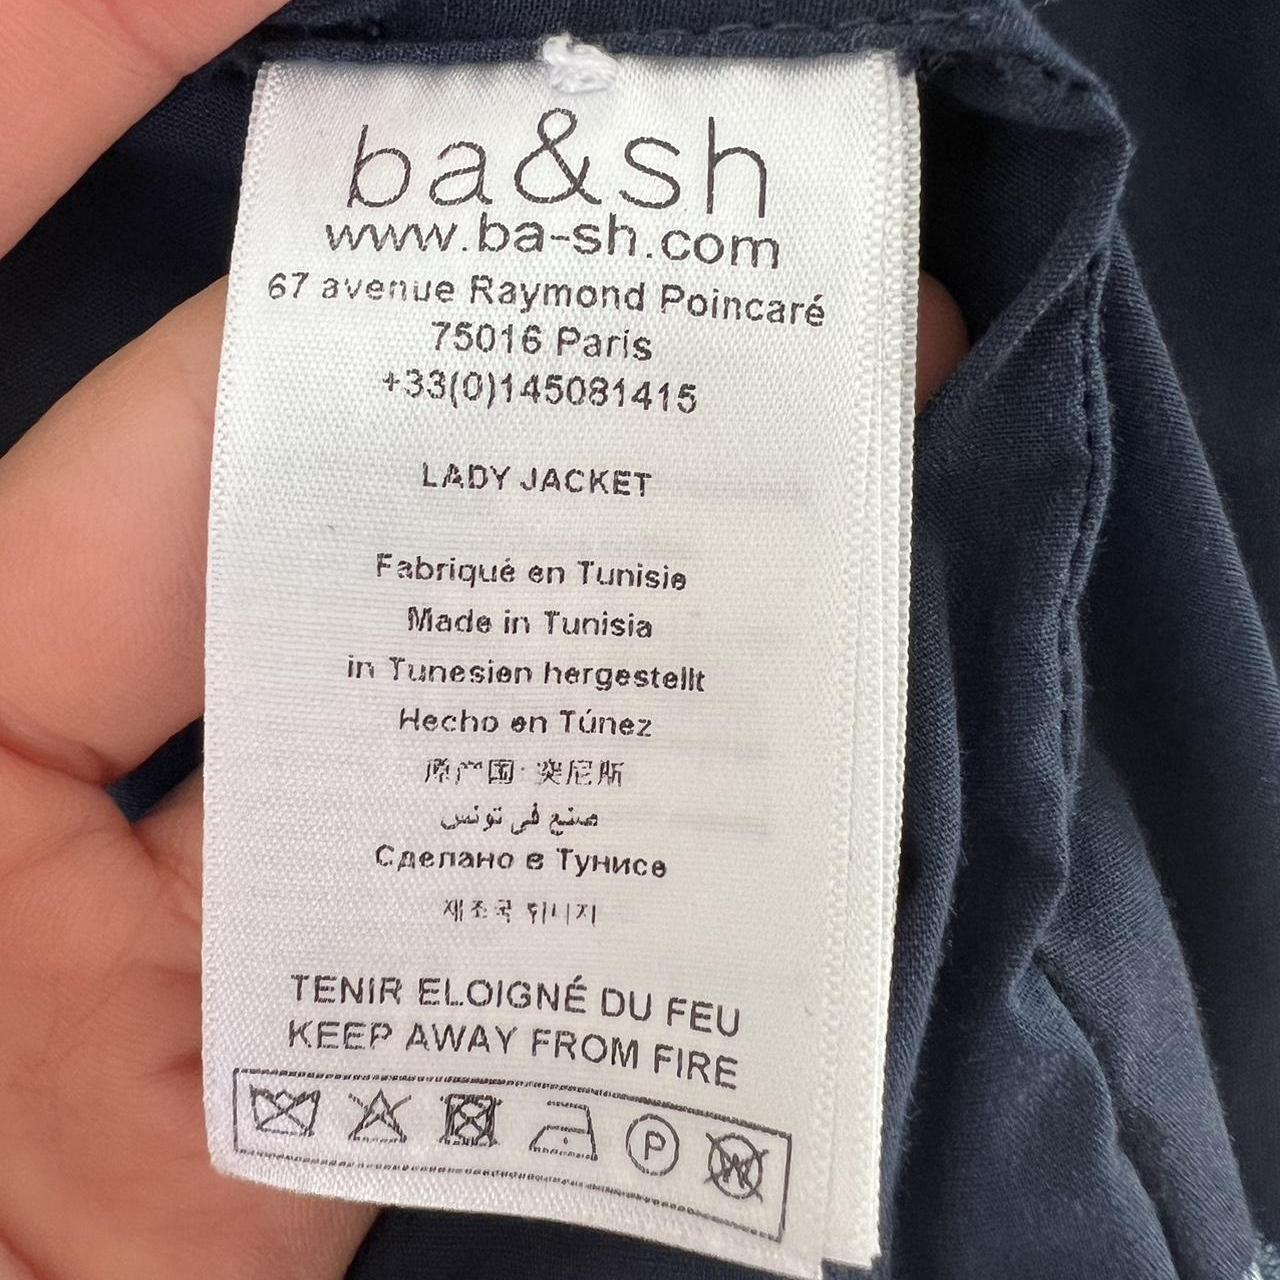 ba&sh
www.ba-sh.com
67 avenue Raymond Poincaré
75016 Paris
+33(0)145081415
LADY JACKET
Fabriqué en Tunisie
Made in Tunisia
in Tunesien hergestellt
Hecho en Túnez
原产国: 突尼斯
صنع في تونس
Сделано в Тунисе
제조국 튀니지
TENIR ELOIGNÉ DU FEU
KEEP AWAY FROM FIRE
P
W